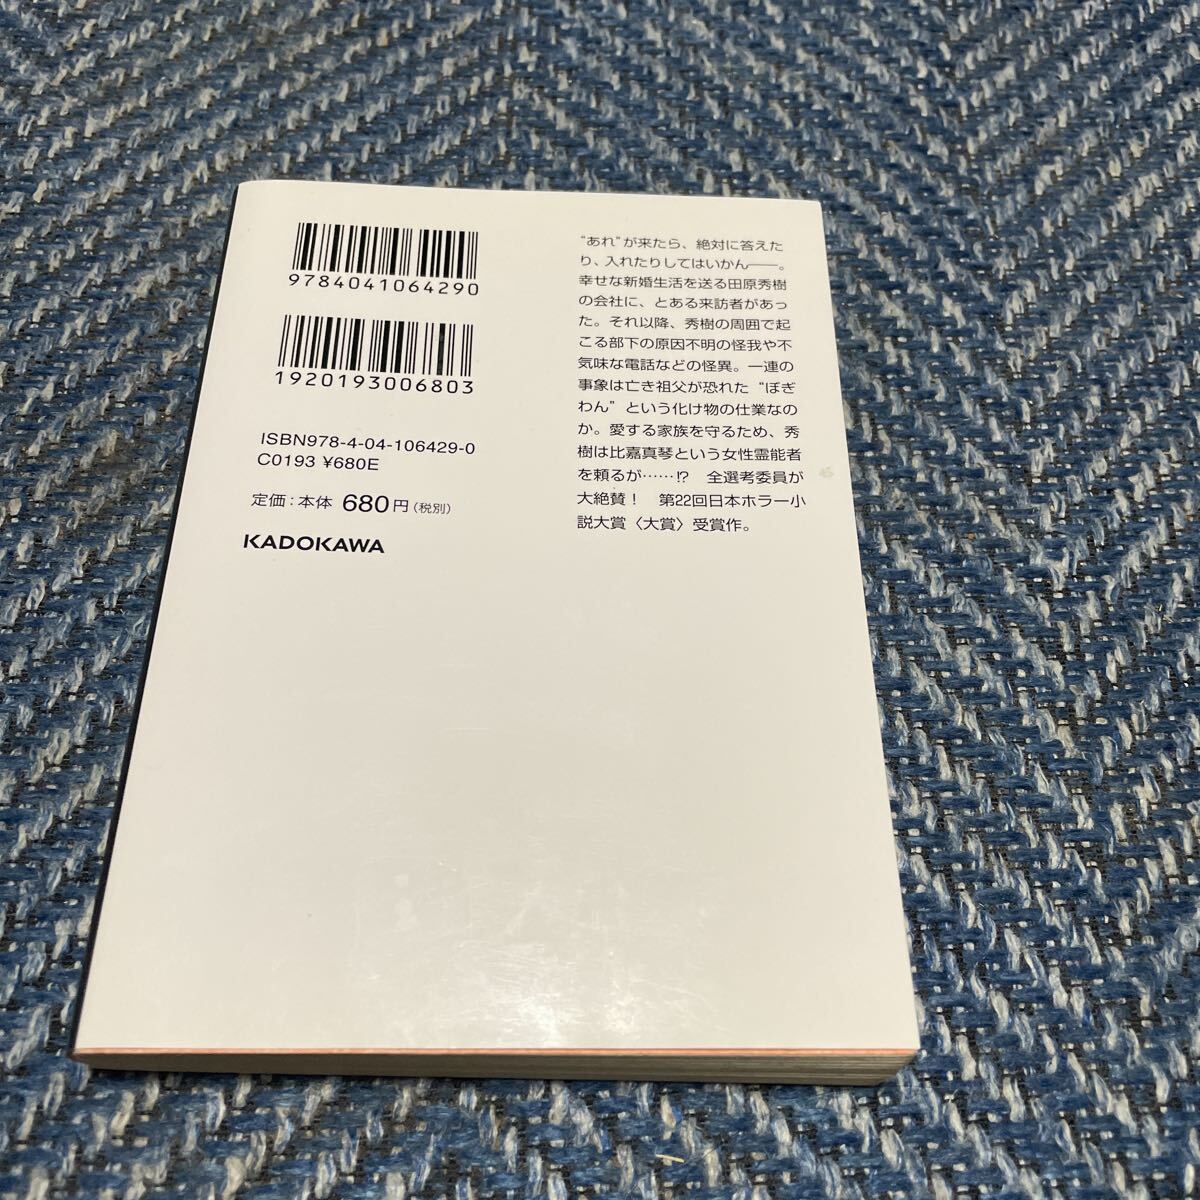 9784041064290
1920193006803
ISBN978-4-04-106429-0
C0193 ¥680E
定価：本体 680円（税別）
KADOKAWA
“あれ”が来たら、絶対に答えた
り、入れたりしてはいかん――。
幸せな新婚生活を送る田原秀樹
の会社に、とある来訪者があっ
た。それ以降、秀樹の周囲で起
こる部下の原因不明の怪我や不
気味な電話などの怪異。一連の
事象は亡き祖父が恐れた“ぼぎ
わん”という化け物の仕業なの
か。愛する家族を守るため、秀
樹は比嘉真琴という女性霊能者
を頼るが……!?　全選考委員が
大絶賛！　第22回日本ホラー小
説大賞〈大賞〉受賞作。